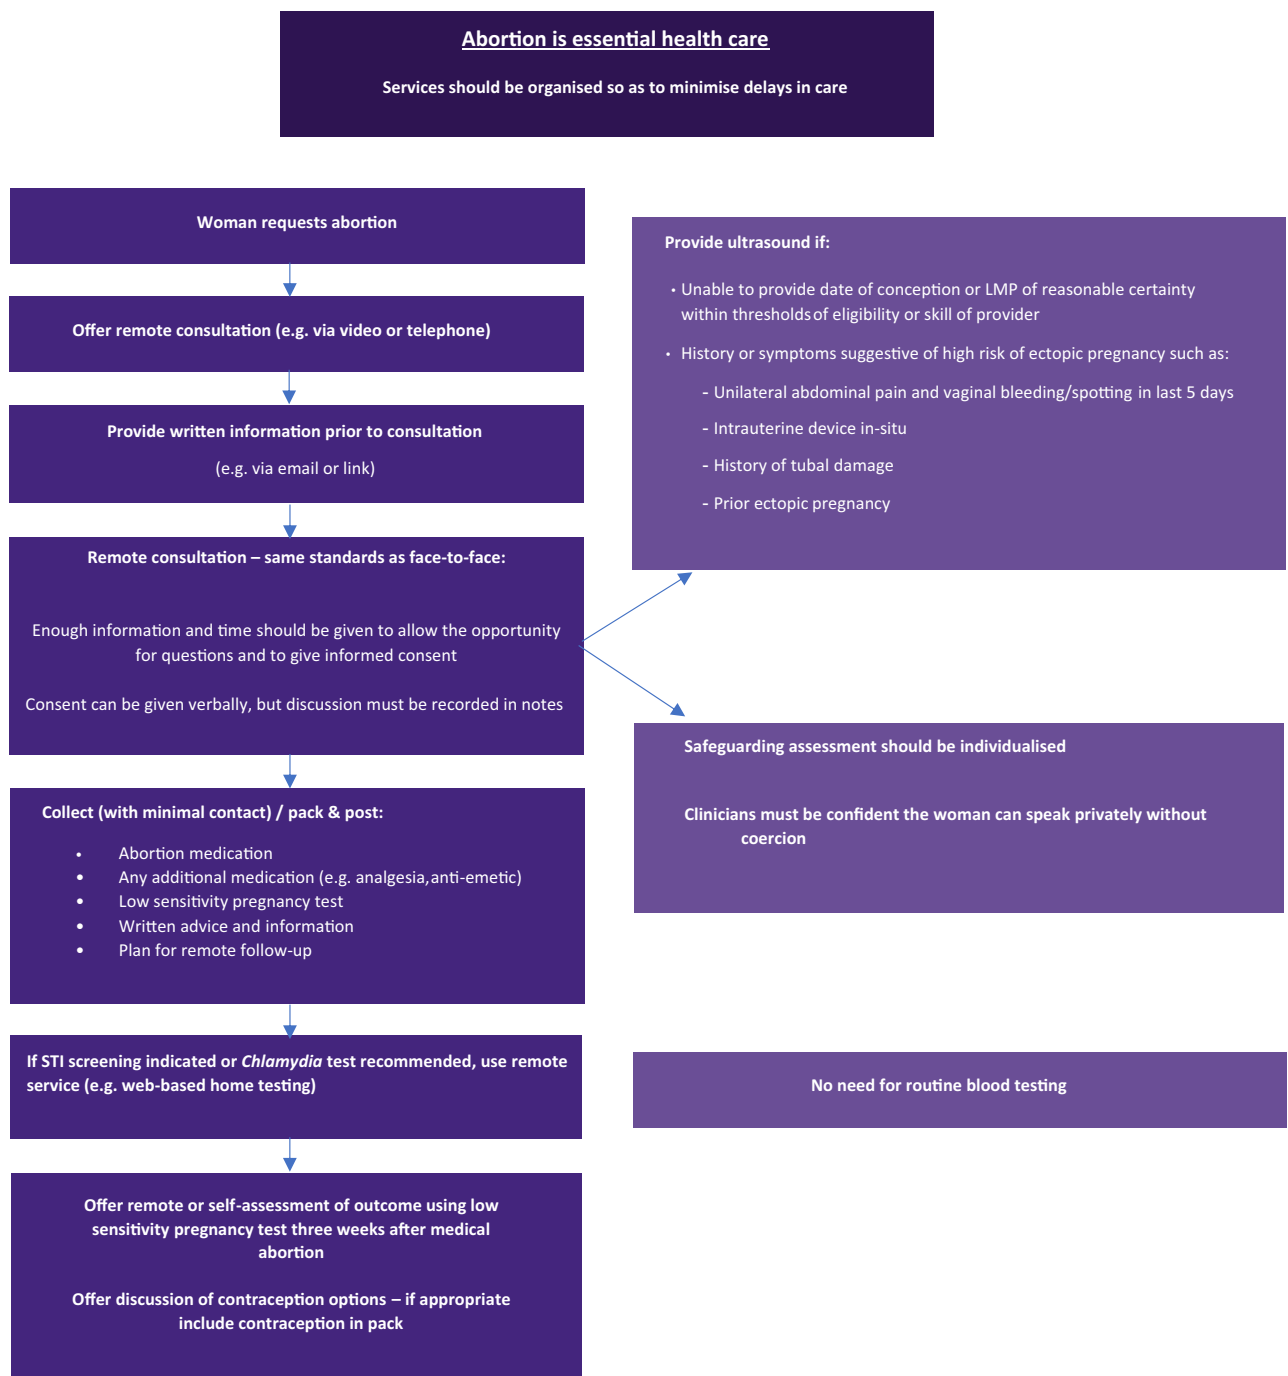 Abortion is essential health care
Services should be organised so as to minimise delays in care
Woman requests abortion
Offer remote consultation (e.g. via video or telephone)
Provide written information prior to consultation
(e.g. via email or link)
Remote consultation – same standards as face-to-face:
Enough information and time should be given to allow the opportunity
for questions and to give informed consent
Consent can be given verbally, but discussion must be recorded in notes
Provide ultrasound if:
• Unable to provide date of conception or LMP of reasonable certainty
within thresholds of eligibility or skill of provider
• History or symptoms suggestive of high risk of ectopic pregnancy such as:
- Unilateral abdominal pain and vaginal bleeding/spotting in last 5 days
- Intrauterine device in-situ
- History of tubal damage
- Prior ectopic pregnancy
Safeguarding assessment should be individualised
Clinicians must be confident the woman can speak privately without
coercion
Collect (with minimal contact) / pack & post:
• Abortion medication
• Any additional medication (e.g. analgesia, anti-emetic)
• Low sensitivity pregnancy test
• Written advice and information
• Plan for remote follow-up
If STI screening indicated or Chlamydia test recommended, use remote
service (e.g. web-based home testing)
No need for routine blood testing
Offer remote or self-assessment of outcome using low
sensitivity pregnancy test three weeks after medical
abortion
Offer discussion of contraception options – if appropriate
include contraception in pack